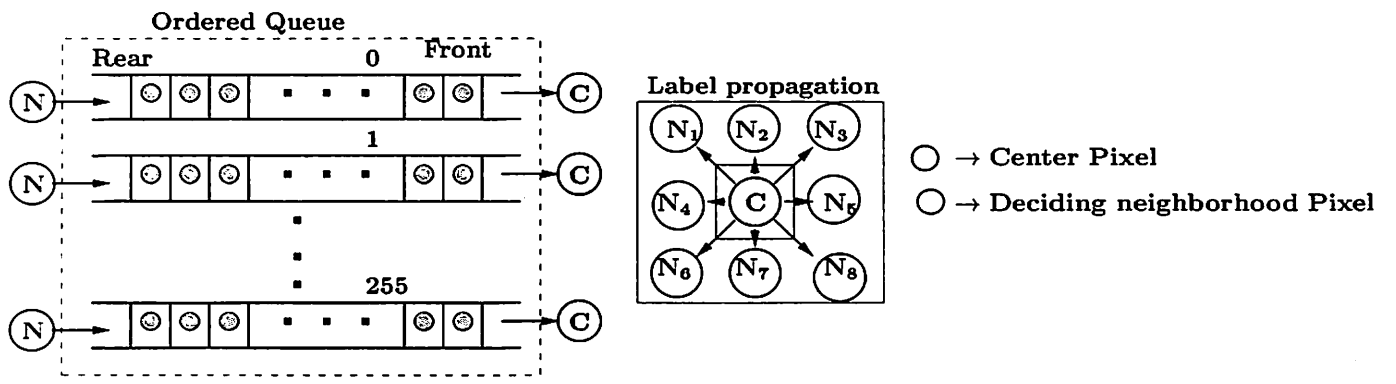 Ordered Queue
Rear 0 Front
N C
1
N C
255
N C
Label propagation
N1 N2 N3
N4 C N5
N6 N7 N8
→ Center Pixel
→ Deciding neighborhood Pixel